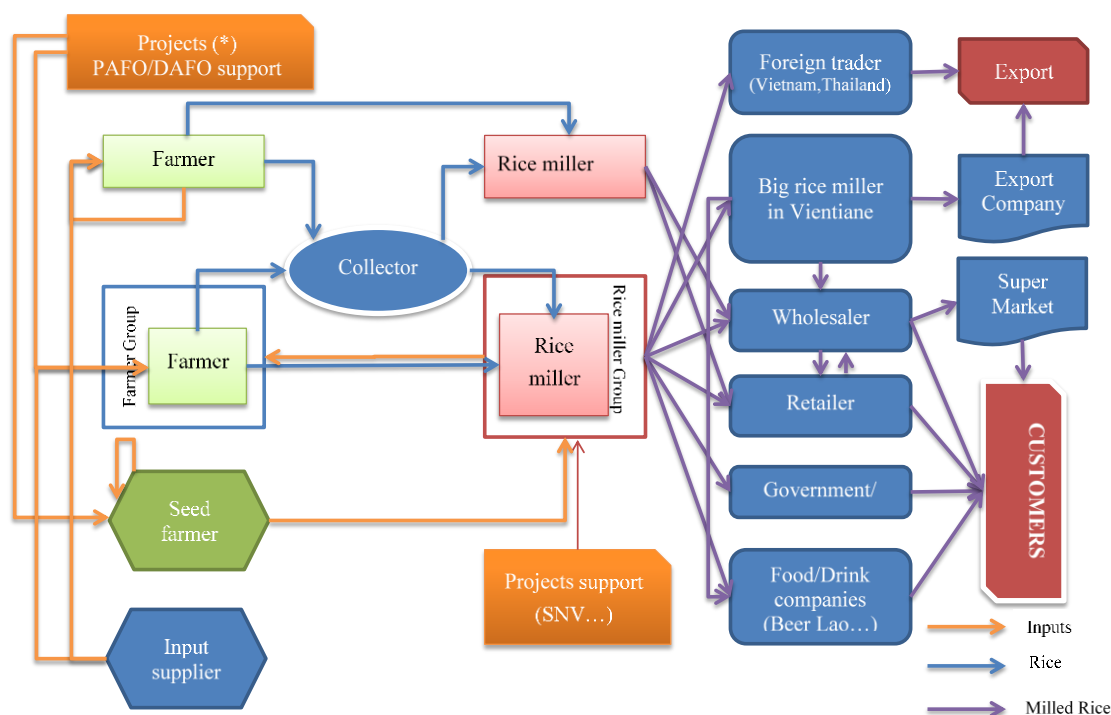 Projects (*)
PAFO/DAFO support
Farmer
Rice miller
Foreign trader
(Vietnam,Thailand)
Export
Big rice miller
in Vientiane
Export
Company
Collector
Wholesaler
Super
Market
Farmer Group
Farmer
Rice
miller
Rice miller Group
Retailer
CUSTOMERS
Seed
farmer
Government/
Projects support
(SNV…)
Food/Drink
companies
(Beer Lao…)
Input
supplier
Inputs
Rice
Milled Rice